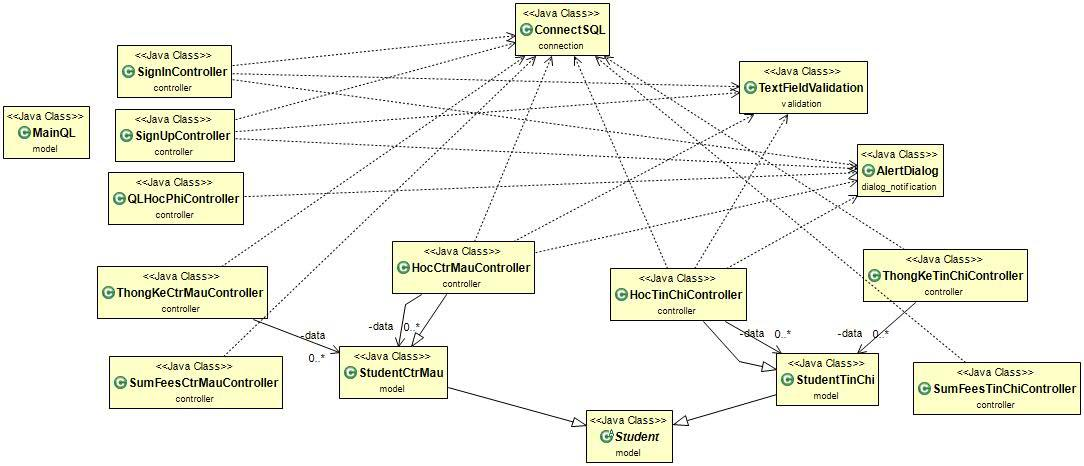 <<Java Class>>
ConnectSQL
connection
<<Java Class>>
SignInController
controller
<<Java Class>>
TextFieldValidation
validation
<<Java Class>>
MainQL
model
<<Java Class>>
SignUpController
controller
<<Java Class>>
AlertDialog
dialog_notification
<<Java Class>>
QLHocPhiController
controller
<<Java Class>>
HocCtrMauController
controller
<<Java Class>>
ThongKeTinChiController
controller
<<Java Class>>
ThongKeCtrMauController
controller
<<Java Class>>
HocTinChiController
controller
-data
0..*
-data
0..*
-data
0..*
-data
0..*
<<Java Class>>
StudentCtrMau
model
<<Java Class>>
StudentTinChi
model
<<Java Class>>
SumFeesCtrMauController
controller
<<Java Class>>
SumFeesTinChiController
controller
<<Java Class>>
Student
model